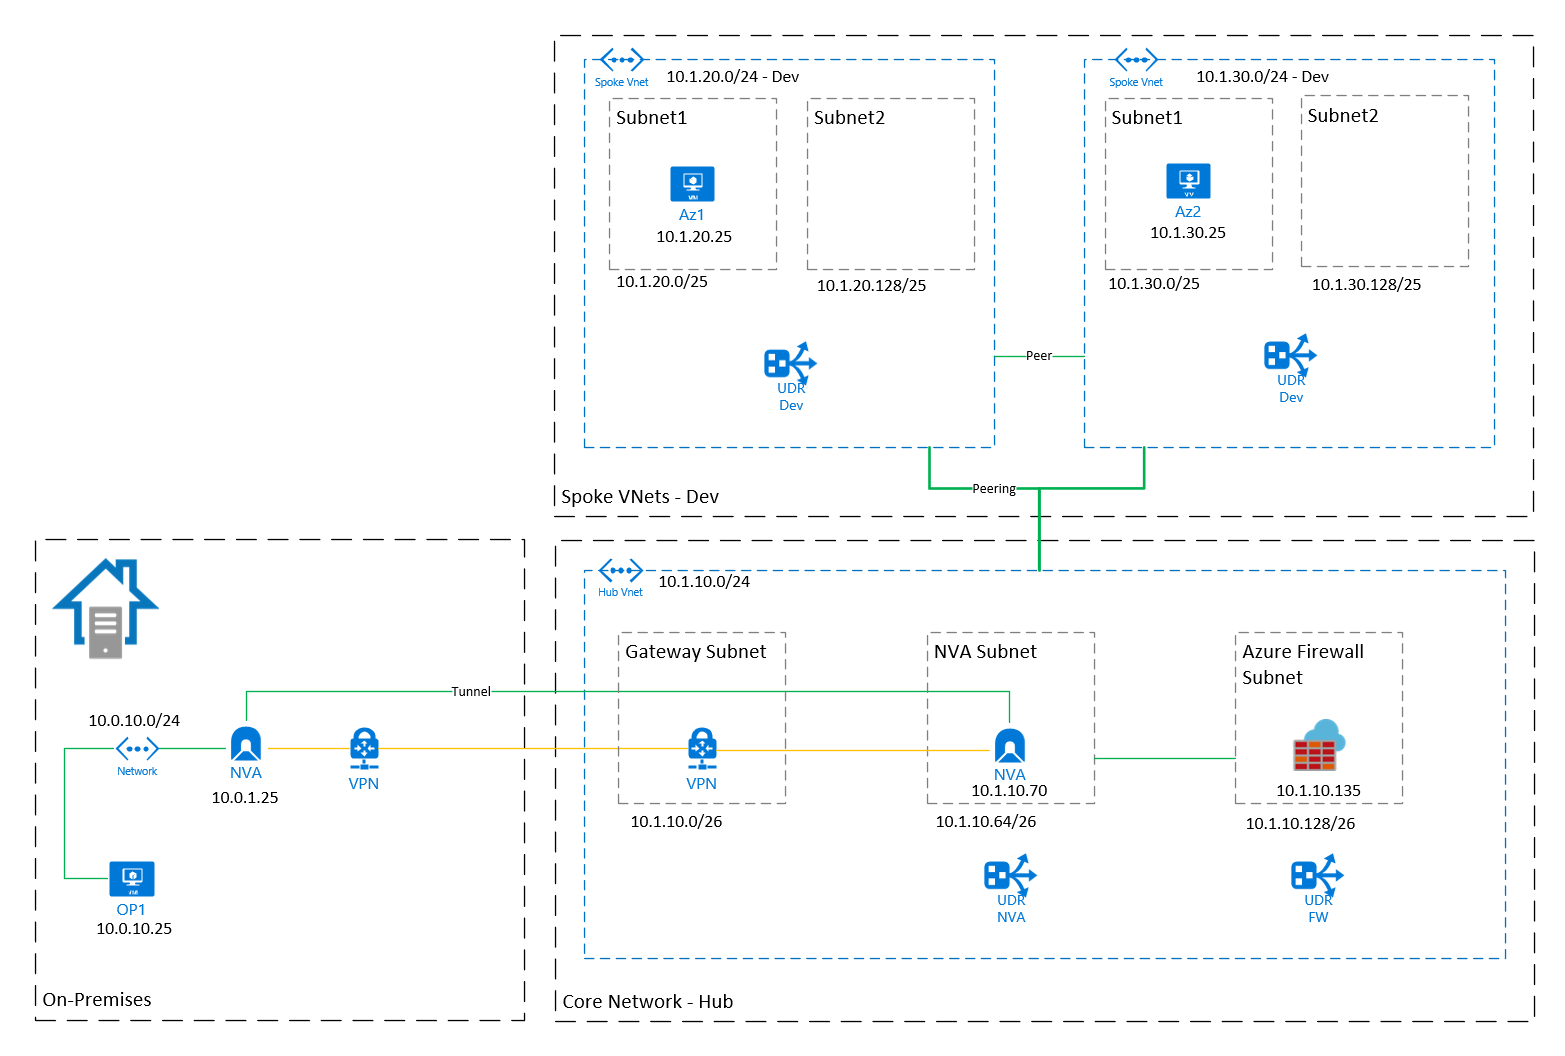 Spoke Vnet
10.1.20.0/24 - Dev
Subnet1
Az1
10.1.20.25
10.1.20.0/25
Subnet2
10.1.20.128/25
UDR
Dev
Peer
Spoke Vnet
10.1.30.0/24 - Dev
Subnet1
Az2
10.1.30.25
10.1.30.0/25
Subnet2
10.1.30.128/25
UDR
Dev
Peering
Spoke VNets - Dev
10.0.10.0/24
Network
NVA
10.0.1.25
VPN
OP1
10.0.10.25
On-Premises
Tunnel
Hub Vnet
10.1.10.0/24
Gateway Subnet
VPN
10.1.10.0/26
NVA Subnet
NVA
10.1.10.70
10.1.10.64/26
UDR
NVA
Azure Firewall
Subnet
10.1.10.135
10.1.10.128/26
UDR
FW
Core Network - Hub